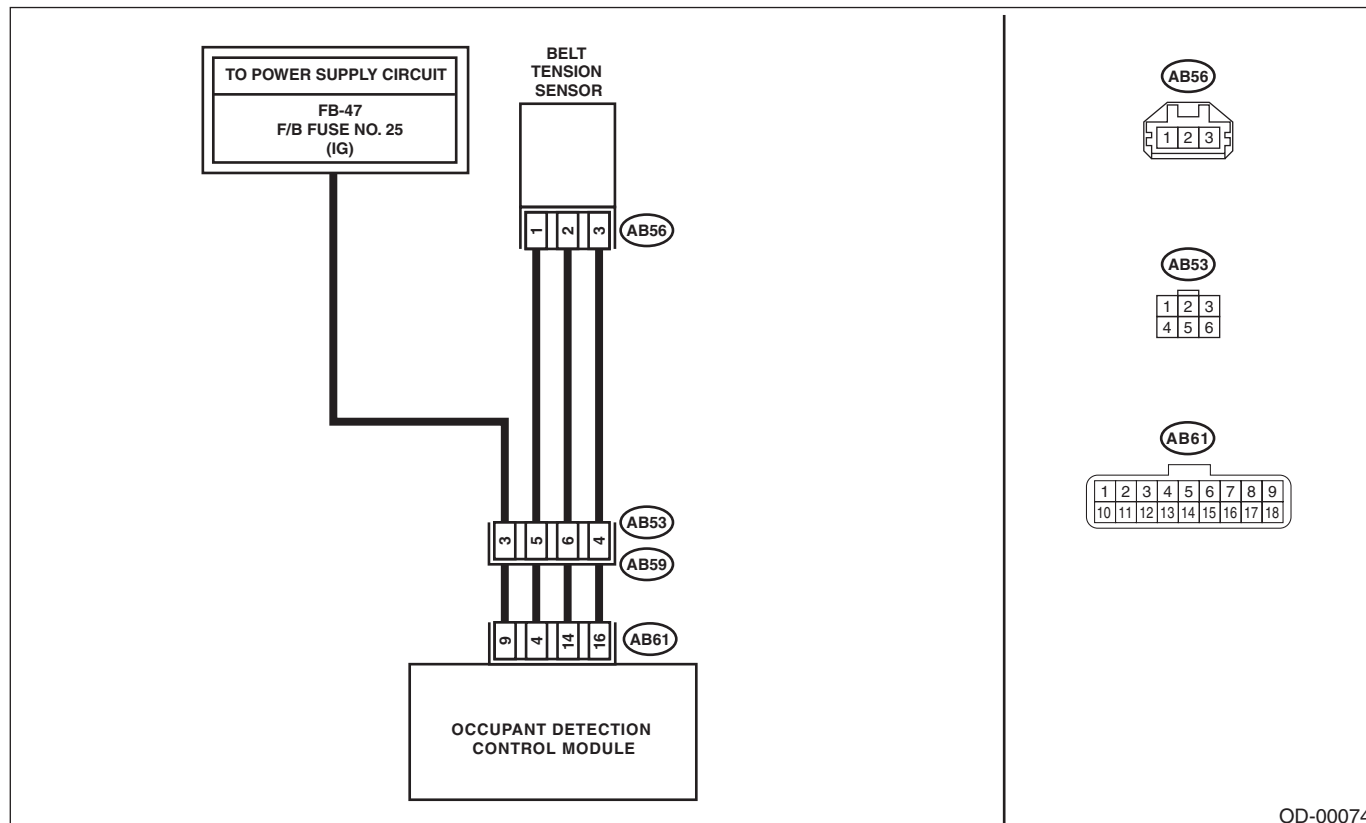 TO POWER SUPPLY CIRCUIT
FB-47
F/B FUSE NO. 25
(IG)
BELT
TENSION
SENSOR
1 2 3
AB56
3 5 6 4
AB53
AB59
9 4 14 16
AB61
OCCUPANT DETECTION
CONTROL MODULE
AB56
1 2 3
AB53
1 2 3
4 5 6
AB61
1 2 3 4 5 6 7 8 9
10 11 12 13 14 15 16 17 18
OD-00074